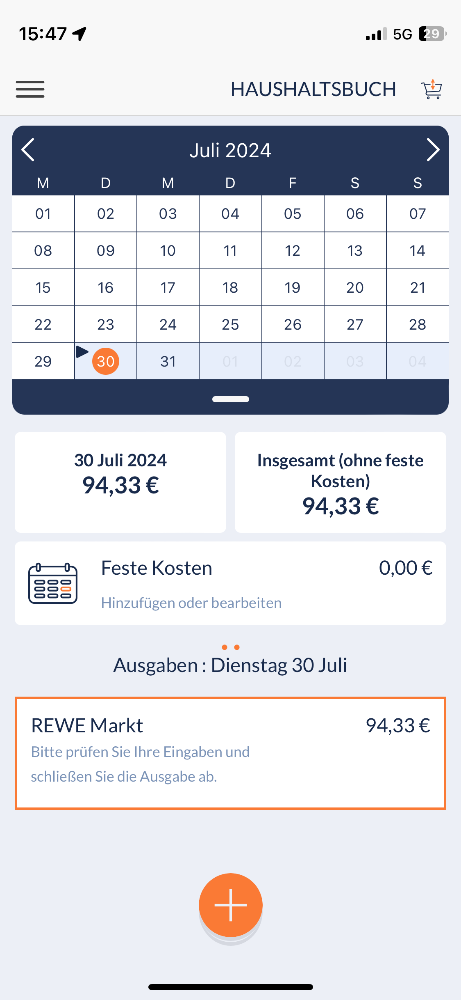 15:47 5G 29
HAUSHALTSBUCH
Juli 2024
M D M D F S S
01 02 03 04 05 06 07
08 09 10 11 12 13 14
15 16 17 18 19 20 21
22 23 24 25 26 27 28
29 30 31 01 02 03 04
30 Juli 2024
94,33 €
Insgesamt (ohne feste
Kosten)
94,33 €
Feste Kosten 0,00 €
Hinzufügen oder bearbeiten
Ausgaben : Dienstag 30 Juli
REWE Markt 94,33 €
Bitte prüfen Sie Ihre Eingaben und
schließen Sie die Ausgabe ab.